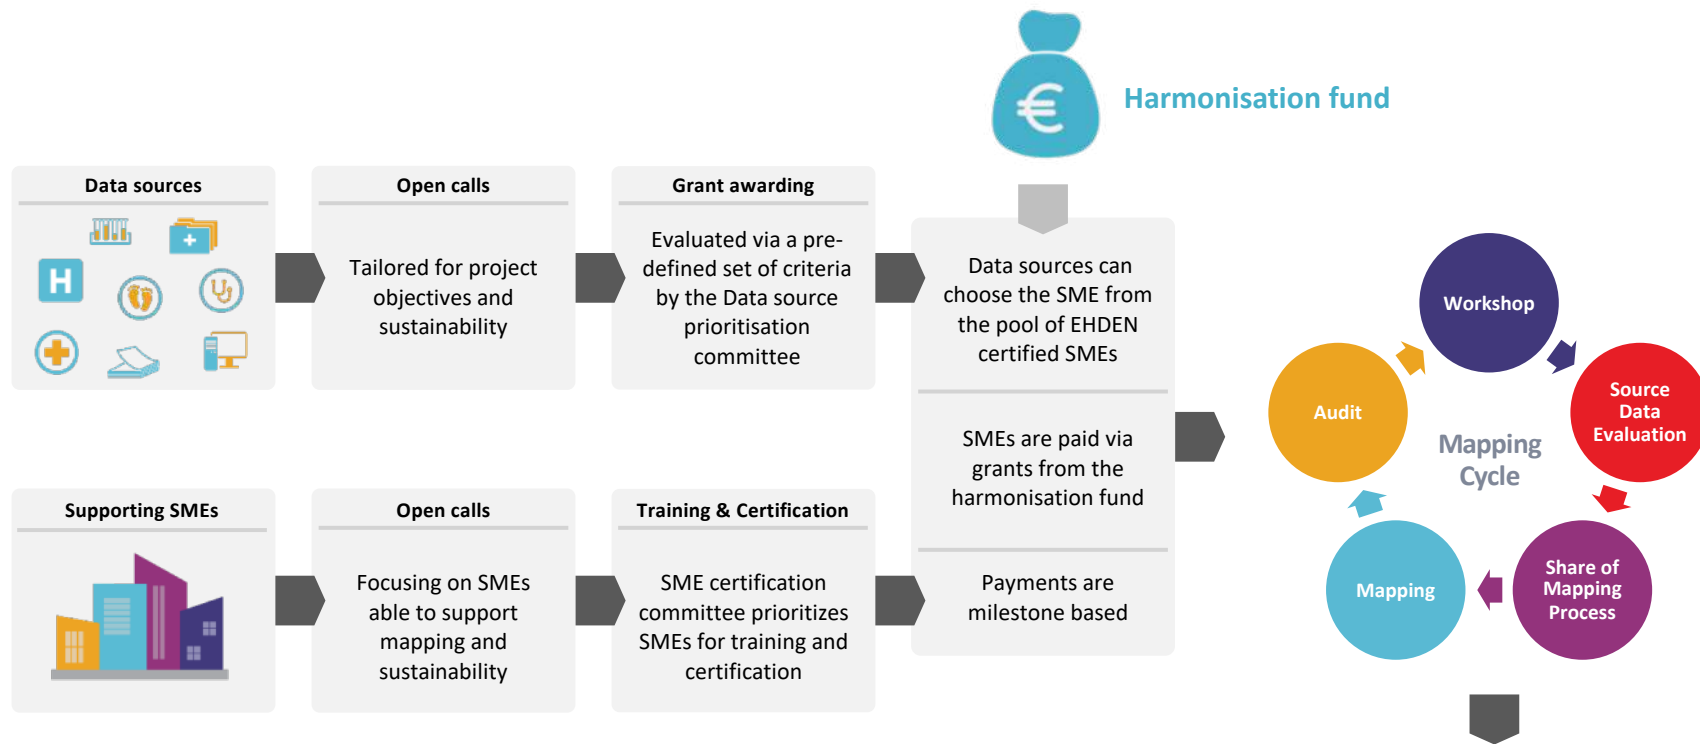 €
Harmonisation fund
Data sources
H
Open calls
Tailored for project
objectives and
sustainability
Grant awarding
Evaluated via a pre-
defined set of criteria
by the Data source
prioritisation
committee
Data sources can
choose the SME from
the pool of EHDEN
certified SMEs
SMEs are paid via
grants from the
harmonisation fund
Payments are
milestone based
Supporting SMEs
Open calls
Focusing on SMEs
able to support
mapping and
sustainability
Training & Certification
SME certification
committee prioritizes
SMEs for training and
certification
Mapping
Cycle
Workshop
Source
Data
Evaluation
Share of
Mapping
Process
Mapping
Audit